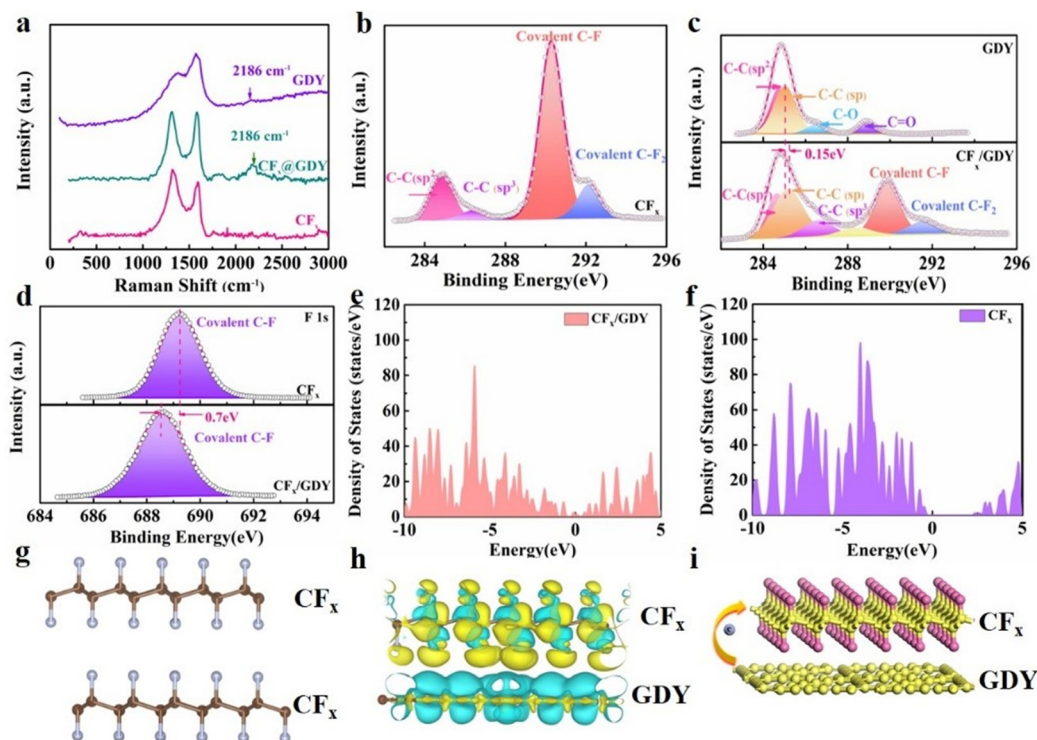 a
Intensity (a.u.)
2186 cm⁻¹
GDY
2186 cm⁻¹
CFₓ@GDY
CFₓ
0 500 1000 1500 2000 2500 3000
Raman Shift (cm⁻¹)
b
Intensity (a.u.)
Covalent C-F
Covalent C-F₂
C-C(sp²)
C-C (sp³)
CFₓ
284 288 292 296
Binding Energy(eV)
c
Intensity (a.u.)
GDY
C-C(sp²)
C-C (sp)
C-O
C=O
0.15eV
CFₓ/GDY
Covalent C-F
C-C(sp²)
C-C (sp)
C-C (sp³)
Covalent C-F₂
284 288 292 296
Binding Energy(eV)
d
Intensity (a.u.)
Covalent C-F
F 1s
CFₓ
0.7eV
Covalent C-F
CFₓ/GDY
684 686 688 690 692 694
Binding Energy(eV)
e
Density of States (states/eV)
120
100
80
60
40
20
0
CFₓ/GDY
-10 -5 0 5
Energy(eV)
f
Density of States (states/eV)
120
100
80
60
40
20
0
CFₓ
-10 -5 0 5
Energy(eV)
g
CFₓ
CFₓ
h
CFₓ
GDY
i
e
CFₓ
GDY